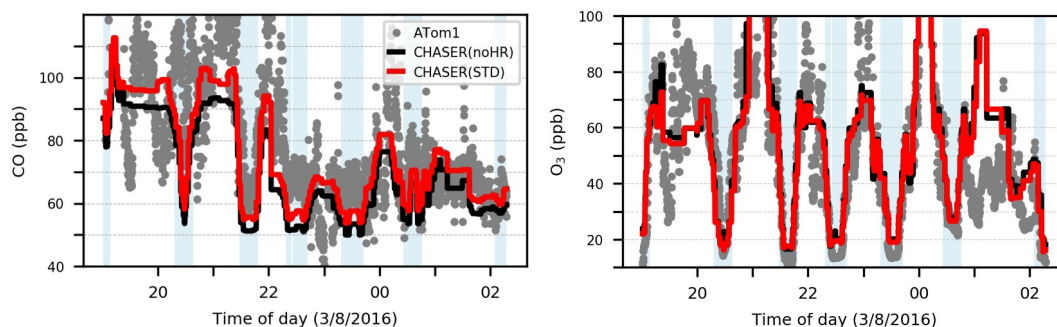 100
80
60
40
CO (ppb)
20
22
00
02
Time of day (3/8/2016)
ATom1
CHASER(noHR)
CHASER(STD)
100
80
60
40
20
O3 (ppb)
20
22
00
02
Time of day (3/8/2016)